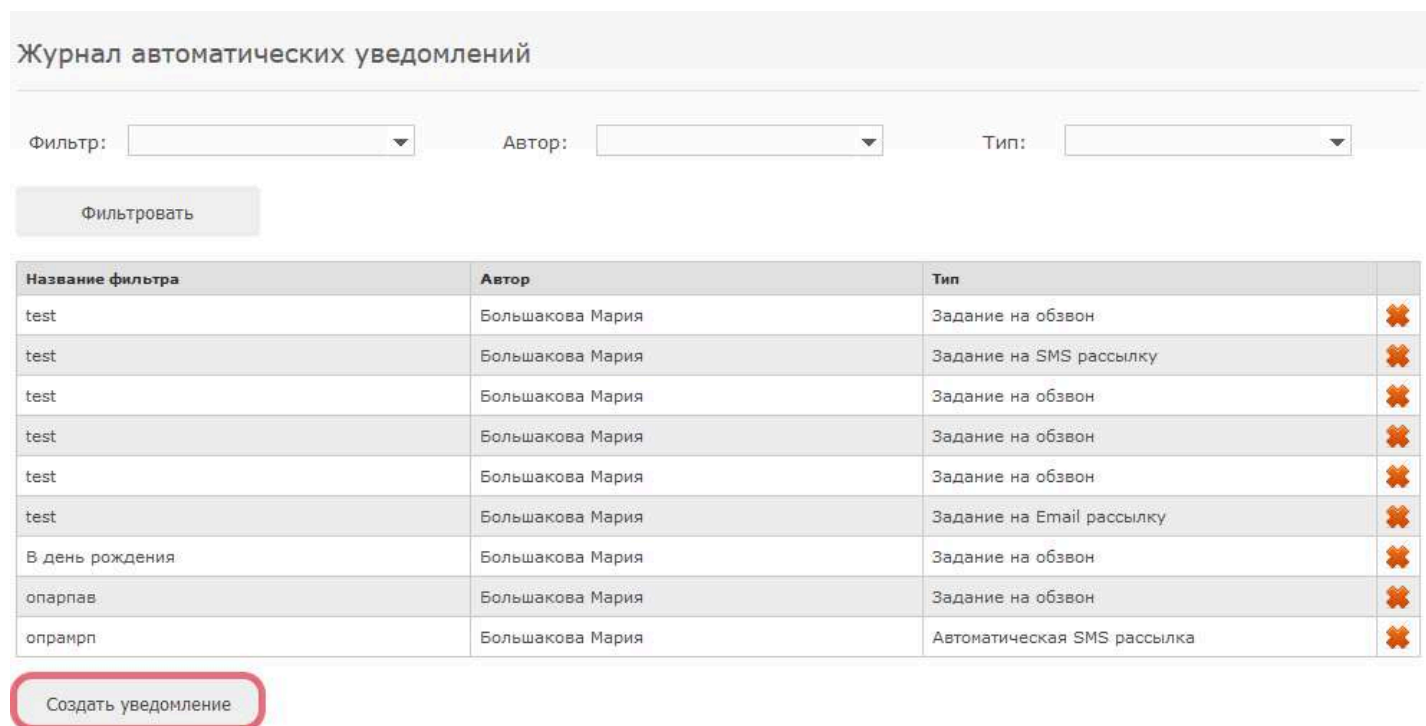 Журнал автоматических уведомлений
Фильтр: Автор: Тип:
Фильтровать
Название фильтра Автор Тип
test Большакова Мария Задание на обзвон
test Большакова Мария Задание на SMS рассылку
test Большакова Мария Задание на обзвон
test Большакова Мария Задание на обзвон
test Большакова Мария Задание на обзвон
test Большакова Мария Задание на Email рассылку
В день рождения Большакова Мария Задание на обзвон
опарпав Большакова Мария Задание на обзвон
опрамрп Большакова Мария Автоматическая SMS рассылка
Создать уведомление